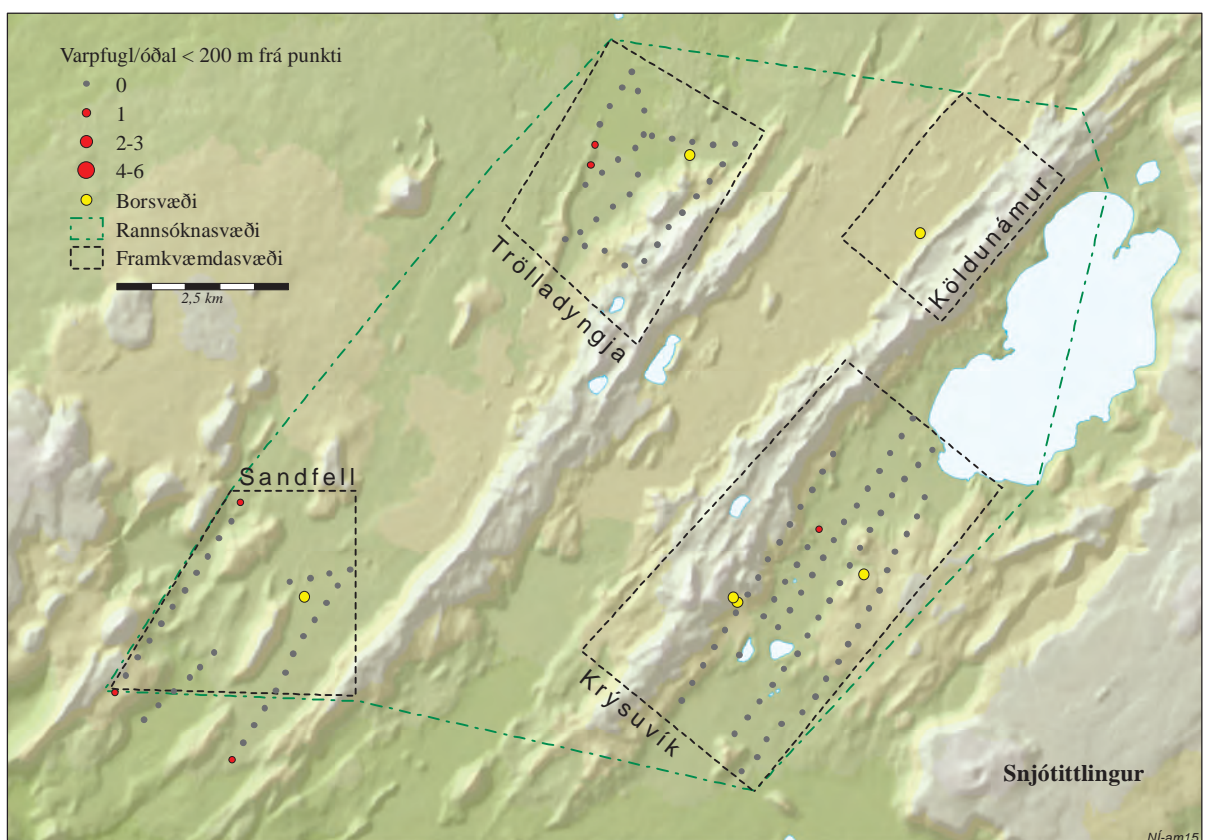 Varpfugl/óðal < 200 m frá punkti
0
1
2-3
4-6
Borsvæði
Rannsóknasvæði
Framkvæmdasvæði
2,5 km
Trölladyngja
Köldunámur
Sandfell
Krýsuvík
Snjótittlingur
NÍ-am15